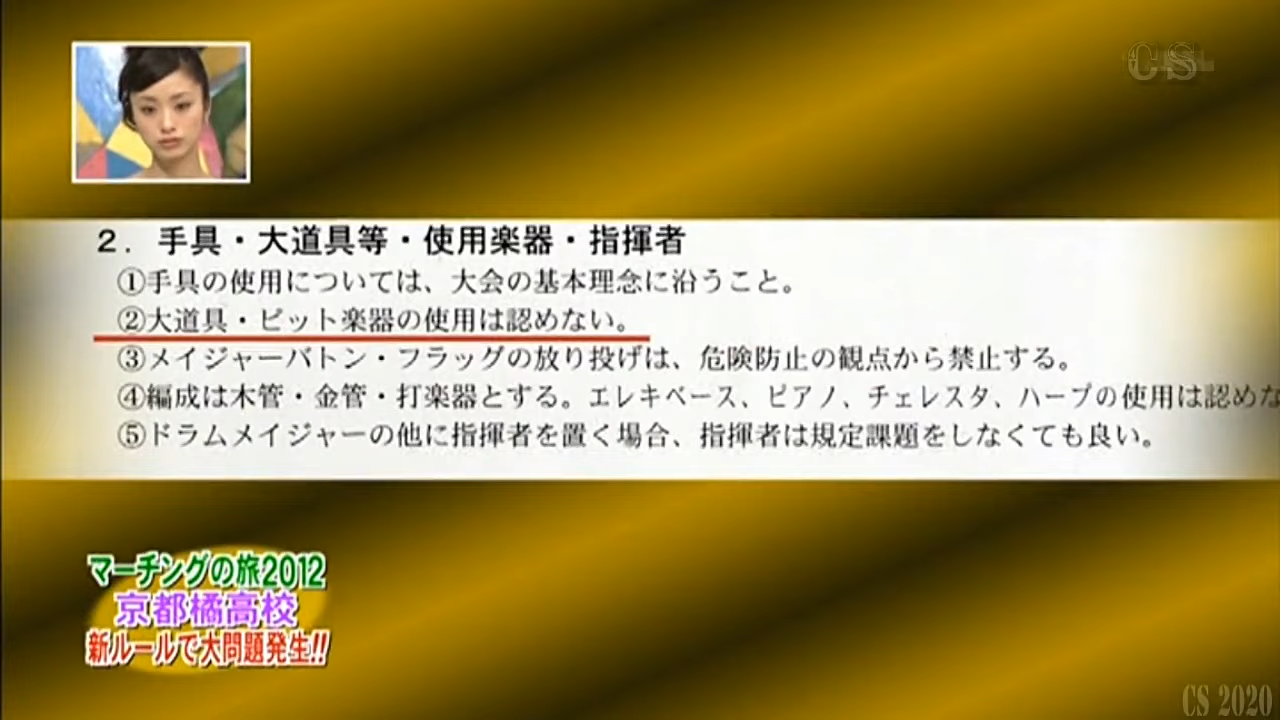 CS
2. 手具・大道具等・使用楽器・指揮者
①手具の使用については、大会の基本理念に沿うこと。
②大道具・ピット楽器の使用は認めない。
③メイジャーバトン・フラッグの放り投げは、危険防止の観点から禁止する。
④編成は木管・金管・打楽器とする。エレキベース、ピアノ、チェレスタ、ハープの使用は認めな
⑤ドラムメイジャーの他に指揮者を置く場合、指揮者は規定課題をしなくても良い。
マーチングの旅2012
京都橘高校
新ルールで大問題発生!!
CS 2020